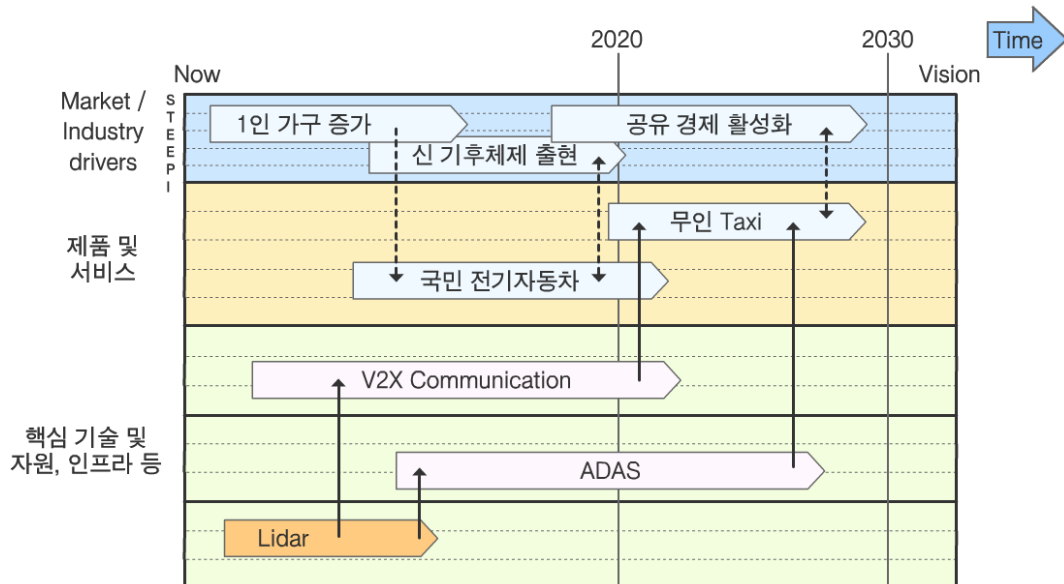 2020
2030
Time
Now
Vision
Market /
Industry
drivers
S
T
E
E
P
I
1인 가구 증가
공유 경제 활성화
신 기후체제 출현
제품 및
서비스
무인 Taxi
국민 전기자동차
핵심 기술 및
자원, 인프라 등
V2X Communication
ADAS
Lidar